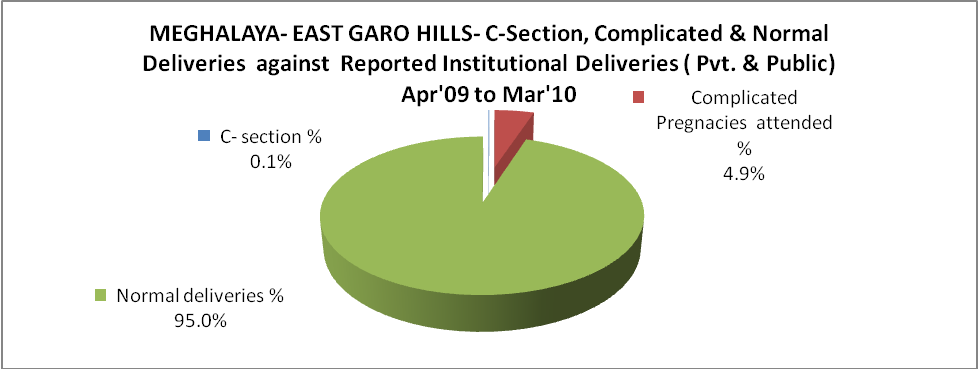 MEGHALAYA- EAST GARO HILLS- C-Section, Complicated & Normal
Deliveries against Reported Institutional Deliveries ( Pvt. & Public)
Apr'09 to Mar'10
Complicated
Pregnacies attended
%
4.9%
C- section %
0.1%
Normal deliveries %
95.0%